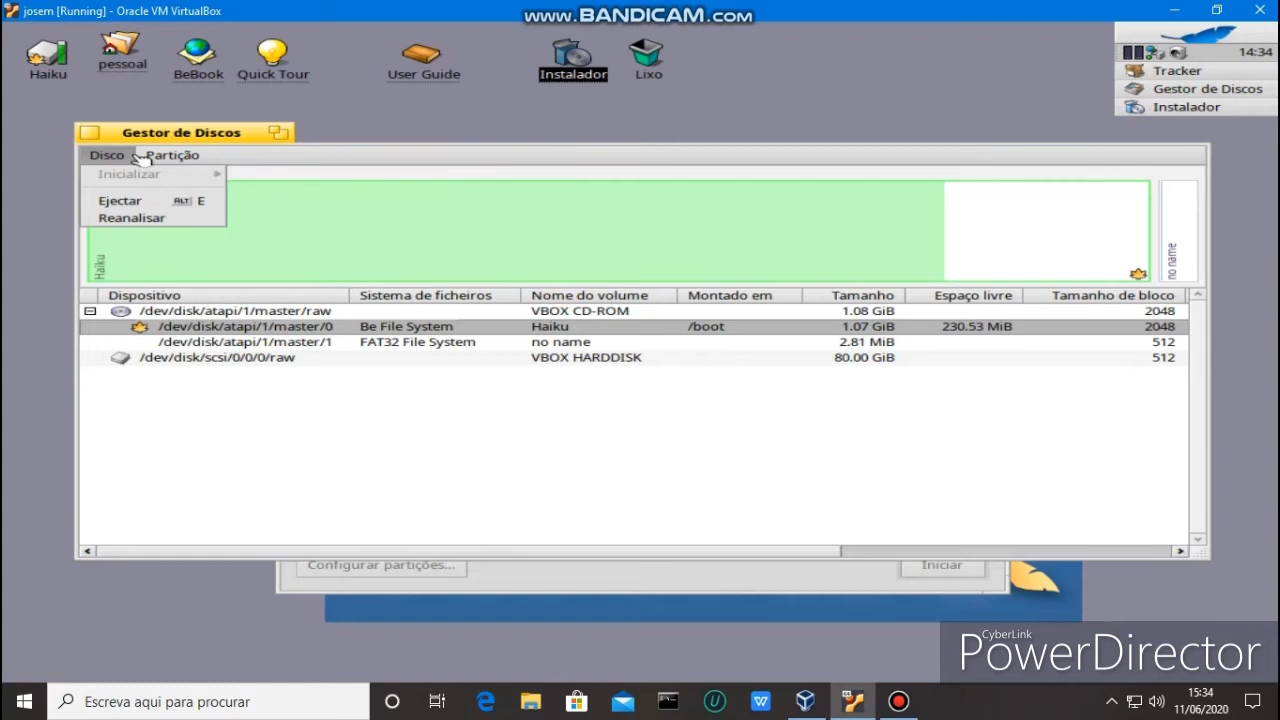 josem [Running] - Oracle VM VirtualBox
www.BANDICAM.com
Haiku
pessoal
BeBook
Quick Tour
User Guide
Instalador
Lixo
14:34
Tracker
Gestor de Discos
Instalador
Gestor de Discos
Disco Partição
Inicializar
Ejectar ALT E
Reanalisar
Haiku
no name
Dispositivo Sistema de ficheiros Nome do volume Montado em Tamanho Espaço livre Tamanho de bloco
/dev/disk/atapi/1/master/raw VBOX CD-ROM 1.08 GiB 2048
/dev/disk/atapi/1/master/0 Be File System Haiku /boot 1.07 GiB 230.53 MiB 2048
/dev/disk/atapi/1/master/1 FAT32 File System no name 2.81 MiB 512
/dev/disk/scsi/0/0/0/raw VBOX HARDDISK 80.00 GiB 512
Configurar partições... Iniciar
CyberLink
PowerDirector
Escreva aqui para procurar
15:34
11/06/2020